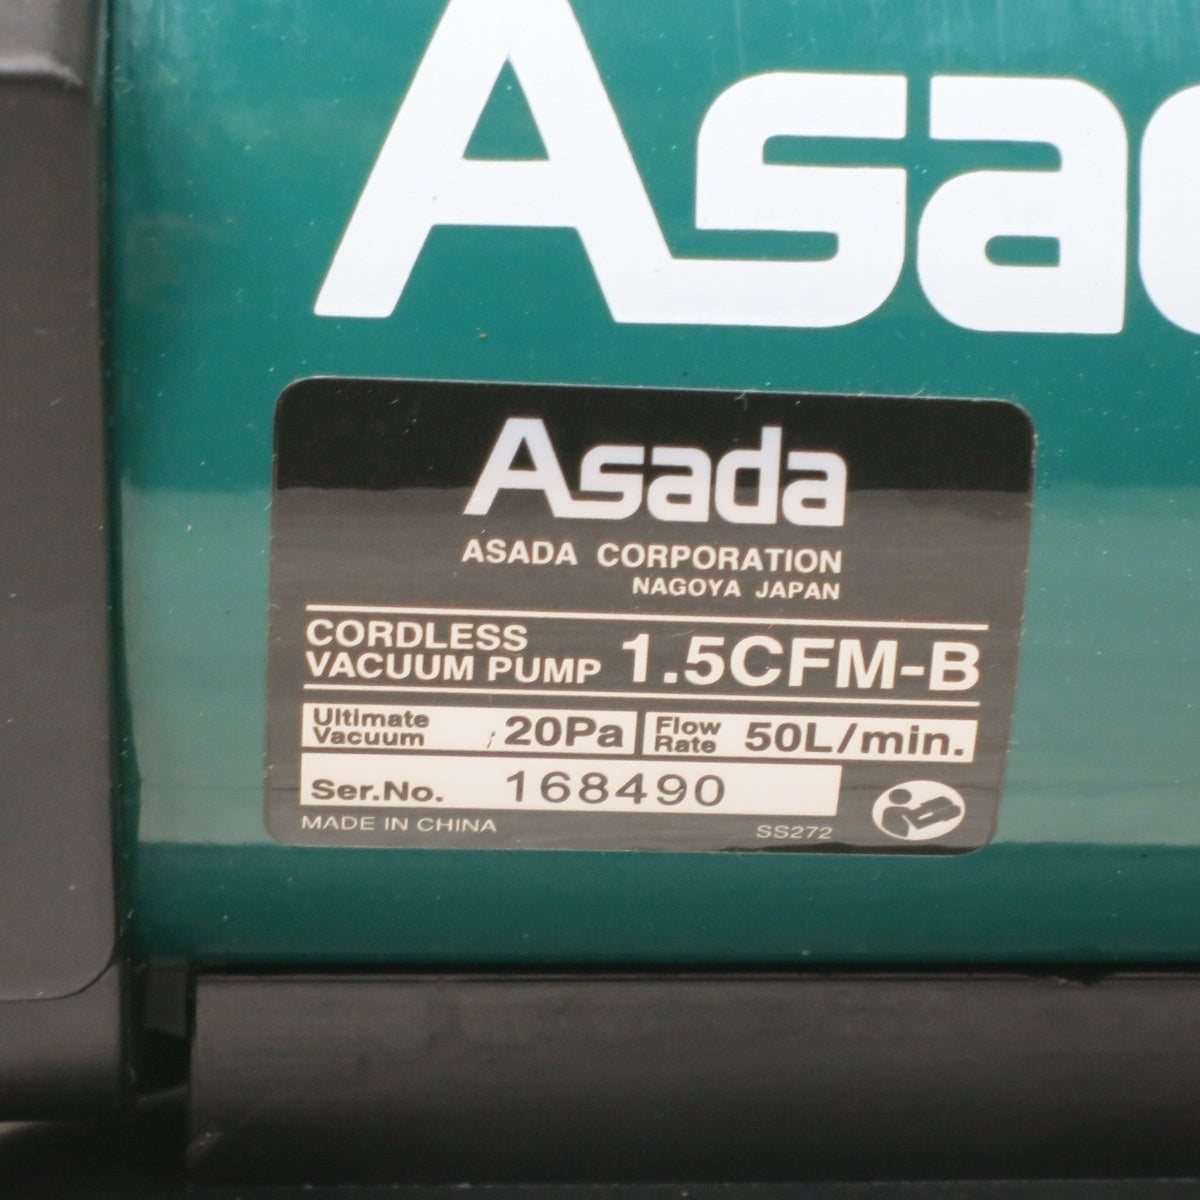 Asada
Asada
ASADA CORPORATION
NAGOYA JAPAN
CORDLESS
VACUUM PUMP 1.5CFM-B
Ultimate Vacuum 20Pa Flow Rate 50L/min.
Ser.No. 168490
MADE IN CHINA SS272